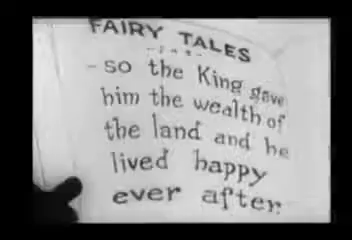 FAIRY TALES
- so the King gave
him the wealth of
the land and he
lived happy
ever after.